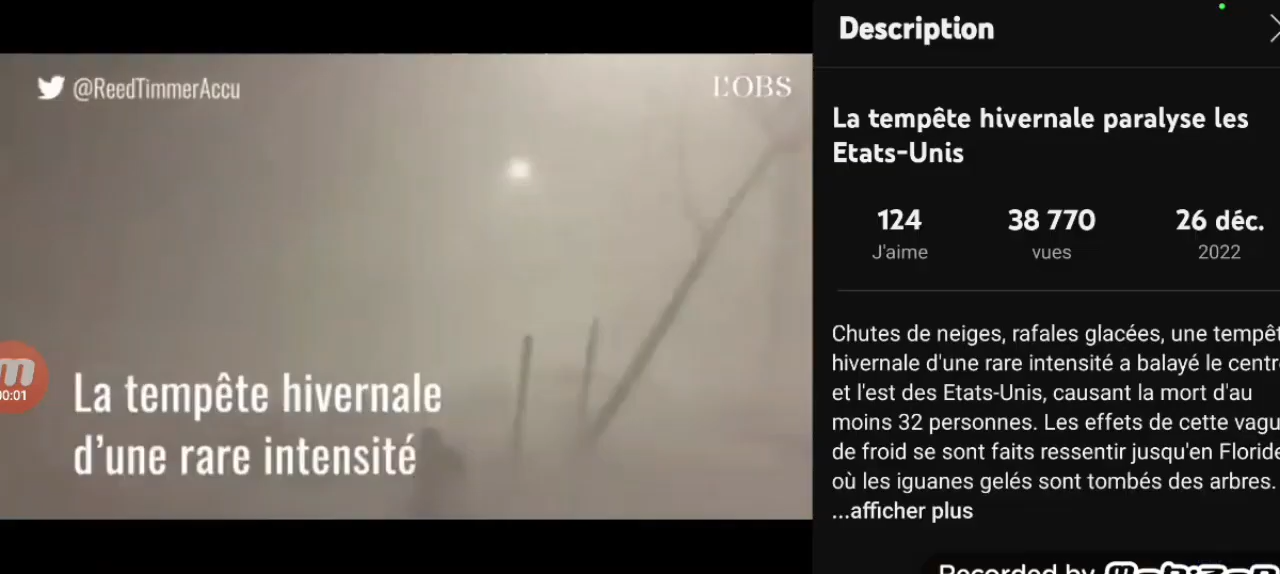 @ReedTimmerAccu
L'OBS
La tempête hivernale
d'une rare intensité
00:01
Description
La tempête hivernale paralyse les
Etats-Unis
124
38 770
26 déc.
J'aime
vues
2022
Chutes de neiges, rafales glacées, une tempêt
hivernale d'une rare intensité a balayé le centr
et l'est des Etats-Unis, causant la mort d'au
moins 32 personnes. Les effets de cette vagu
de froid se sont faits ressentir jusqu'en Floride
où les iguanes gelés sont tombés des arbres.
...afficher plus
Recorded by